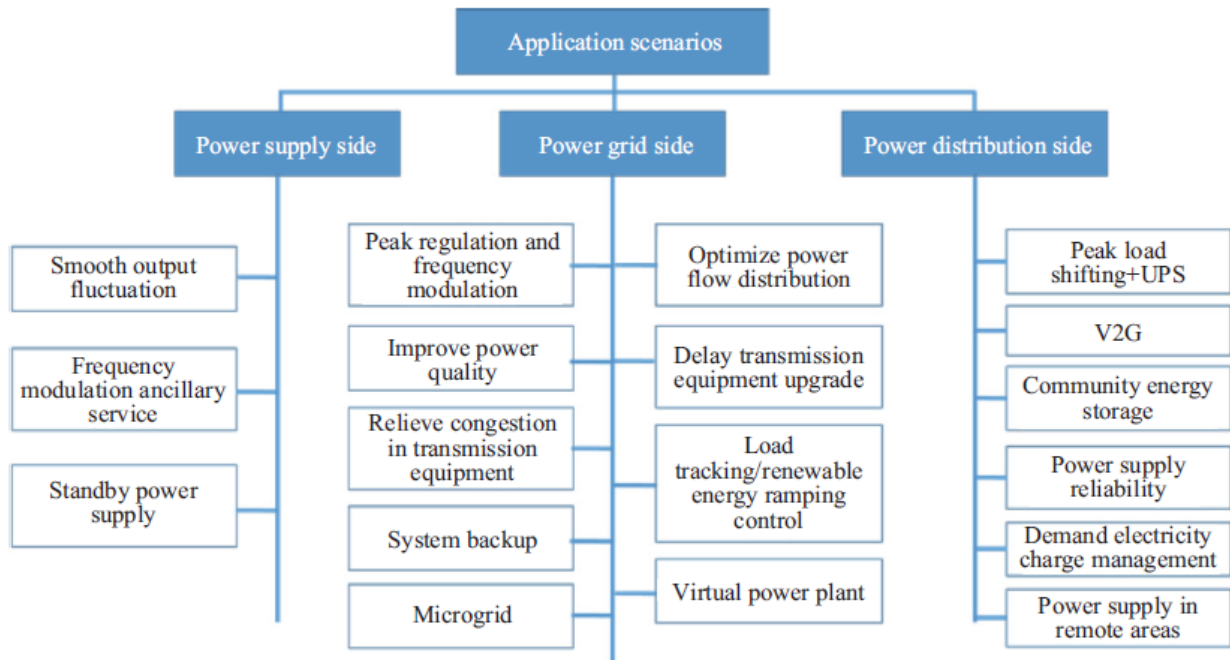 Application scenarios
Power supply side
Power grid side
Power distribution side
Smooth output
fluctuation
Frequency
modulation ancillary
service
Standby power
supply
Peak regulation and
frequency
modulation
Improve power
quality
Relieve congestion
in transmission
equipment
System backup
Microgrid
Optimize power
flow distribution
Delay transmission
equipment upgrade
Load
tracking/renewable
energy ramping
control
Virtual power plant
Peak load
shifting+UPS
V2G
Community energy
storage
Power supply
reliability
Demand electricity
charge management
Power supply in
remote areas